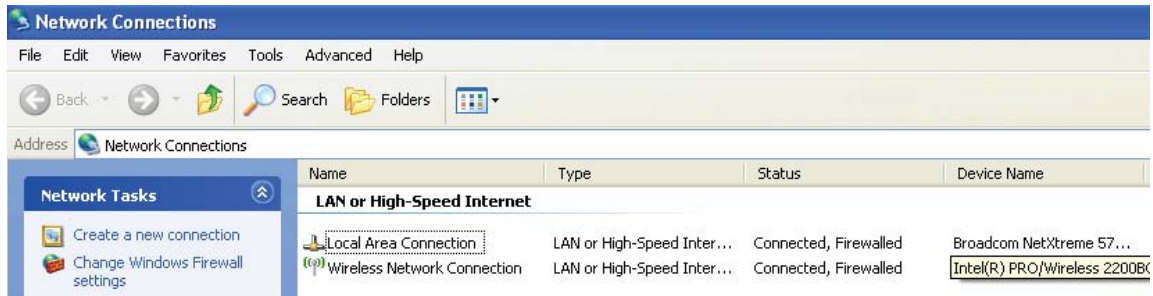 Network Connections
File Edit View Favorites Tools Advanced Help
Back Search Folders
Address Network Connections
Name Type Status Device Name
Network Tasks
LAN or High-Speed Internet
Create a new connection
Change Windows Firewall
settings
Local Area Connection LAN or High-Speed Inter... Connected, Firewalled Broadcom NetXtreme 57...
Wireless Network Connection LAN or High-Speed Inter... Connected, Firewalled Intel(R) PRO/Wireless